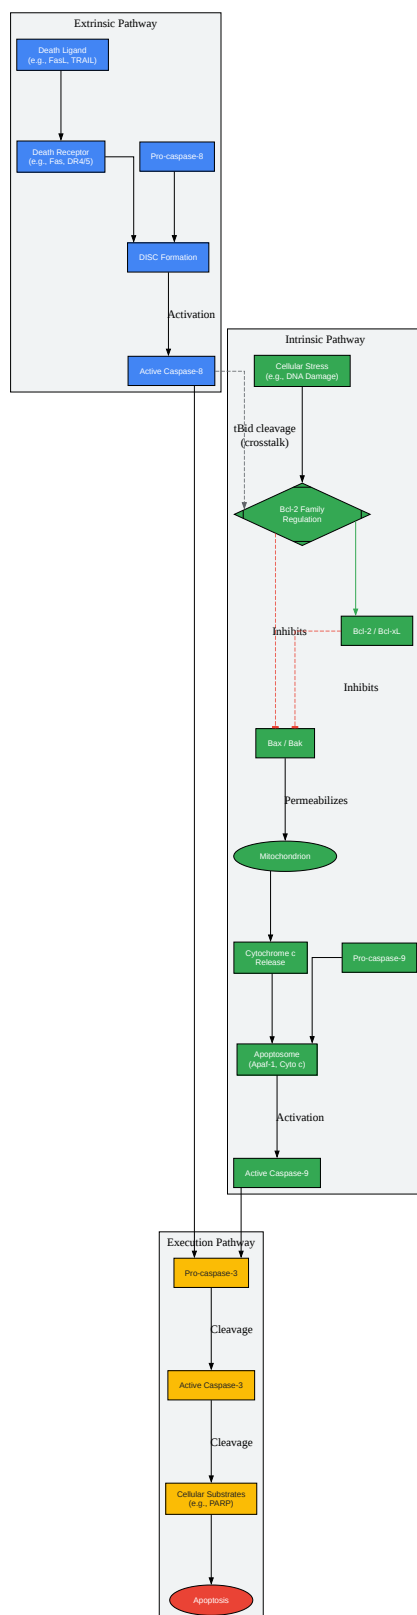 Extrinsic Pathway
Death Ligand
(e.g., FasL, TRAIL)
Death Receptor
(e.g., Fas, DR4/5)
Pro-caspase-8
DISC Formation
Activation
Active Caspase-8
Intrinsic Pathway
Cellular Stress
(e.g., DNA Damage)
tBid cleavage
(crosstalk)
Bcl-2 Family
Regulation
Inhibits
Bcl-2 / Bcl-xL
Inhibits
Bax / Bak
Permeabilizes
Mitochondrion
Cytochrome c
Release
Pro-caspase-9
Apoptosome
(Apaf-1, Cyto c)
Activation
Active Caspase-9
Execution Pathway
Pro-caspase-3
Cleavage
Active Caspase-3
Cleavage
Cellular Substrates
(e.g., PARP)
Apoptosis